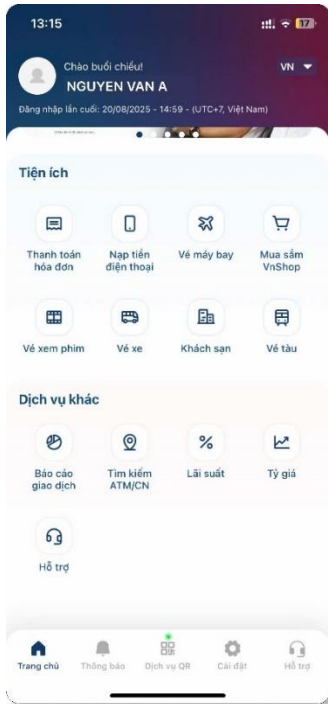 13:15
17
Chào buổi chiều!
VN
NGUYEN VAN A
Đăng nhập lần cuối: 20/08/2025 - 14:59 - (UTC+7, Việt Nam)
Tiện ích
Thanh toán
hóa đơn
Nạp tiền
điện thoại
Vé máy bay
Mua sắm
VnShop
Vé xem phim
Vé xe
Khách sạn
Vé tàu
Dịch vụ khác
Báo cáo
giao dịch
Tìm kiếm
ATM/CN
Lãi suất
Tỷ giá
Hỗ trợ
Trang chủ
Thông báo
Dịch vụ QR
Cài đặt
Hỗ trợ